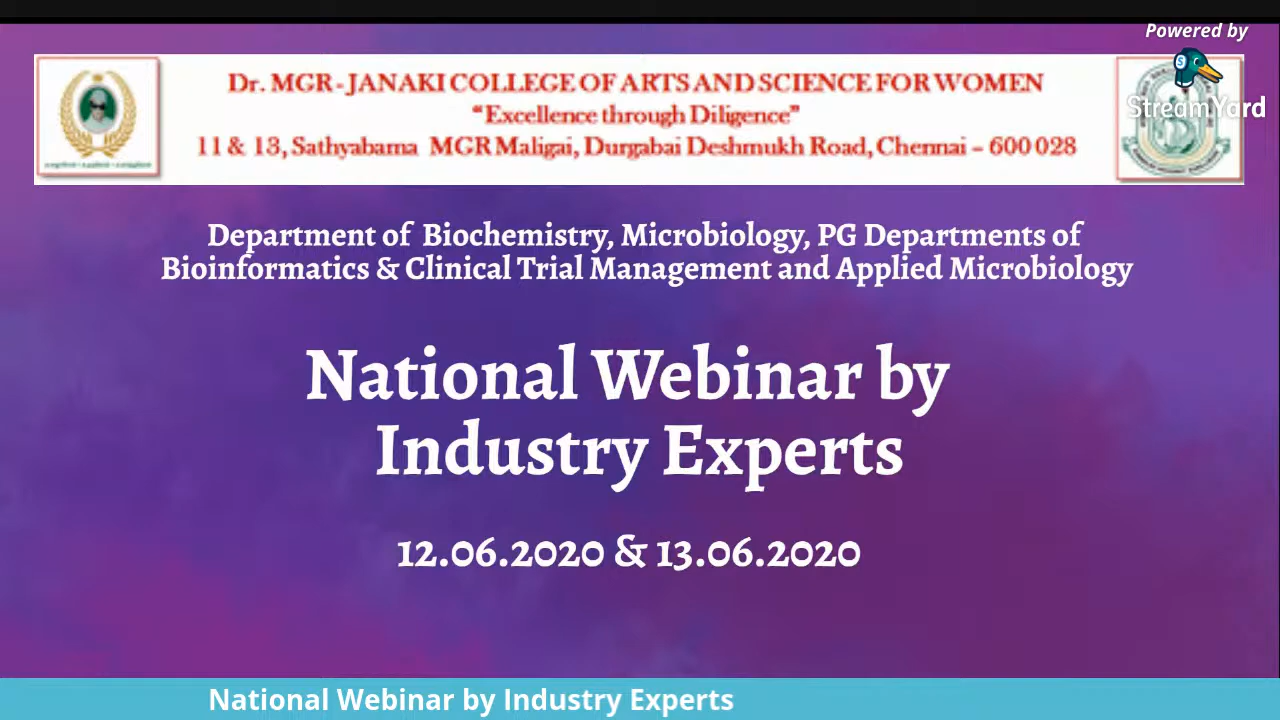 Powered by
StreamYard
Dr. MGR-JANAKI COLLEGE OF ARTS AND SCIENCE FOR WOMEN
“Excellence through Diligence”
11 & 13, Sathyabama MGR Maligai, Durgabai Deshmukh Road, Chennai – 600 028
Department of Biochemistry, Microbiology, PG Departments of
Bioinformatics & Clinical Trial Management and Applied Microbiology
National Webinar by
Industry Experts
12.06.2020 & 13.06.2020
National Webinar by Industry Experts